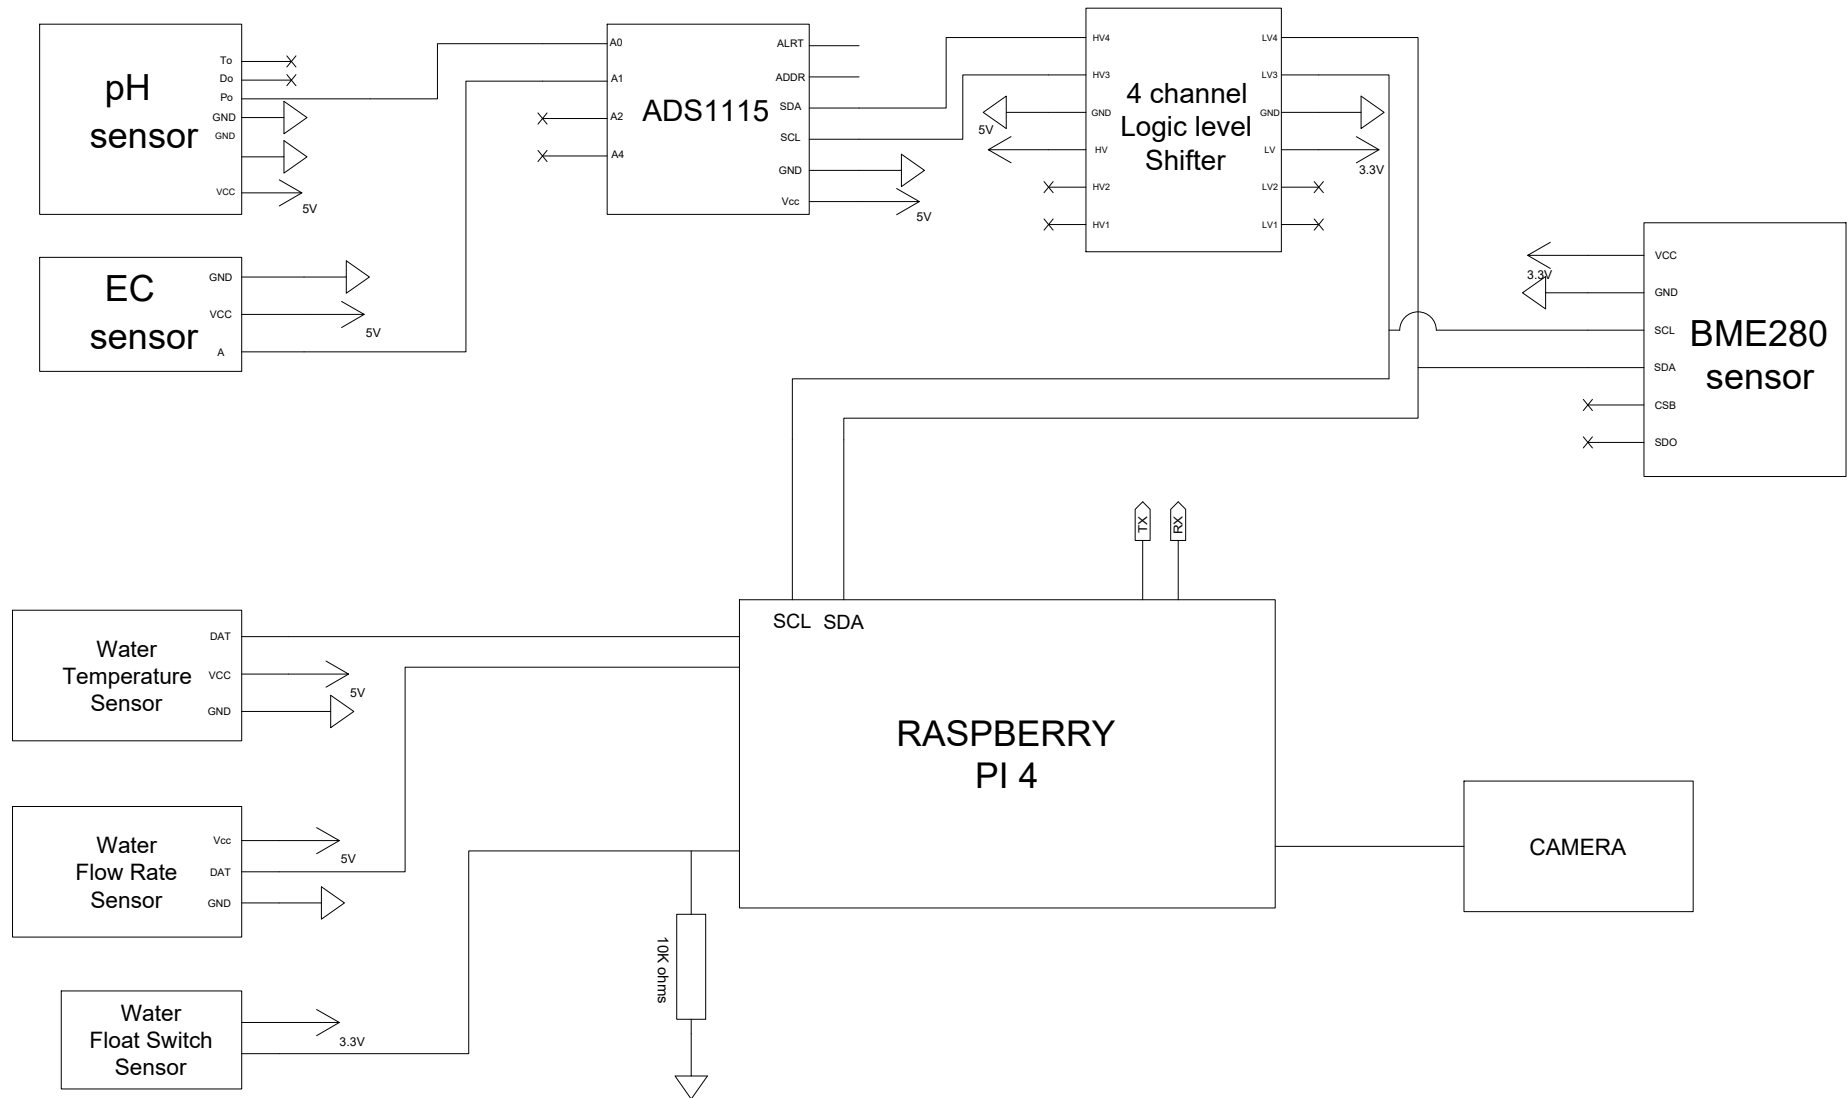 pH
sensor
To
Do
Po
GND
GND
VCC
5V
EC
sensor
GND
VCC
5V
A
ADS1115
A0
A1
A2
A4
ALRT
ADDR
SDA
SCL
GND
Vcc
5V
4 channel
Logic level
Shifter
HV4
HV3
GND
5V
HV
HV2
HV1
LV4
LV3
GND
LV
3.3V
LV2
LV1
BME280
sensor
VCC
3.3V
GND
SCL
SDA
CSB
SDO
TX
RX
SCL SDA
RASPBERRY
PI 4
Water
Temperature
Sensor
DAT
VCC
5V
GND
Water
Flow Rate
Sensor
Vcc
5V
DAT
GND
Water
Float Switch
Sensor
3.3V
10K ohms
CAMERA